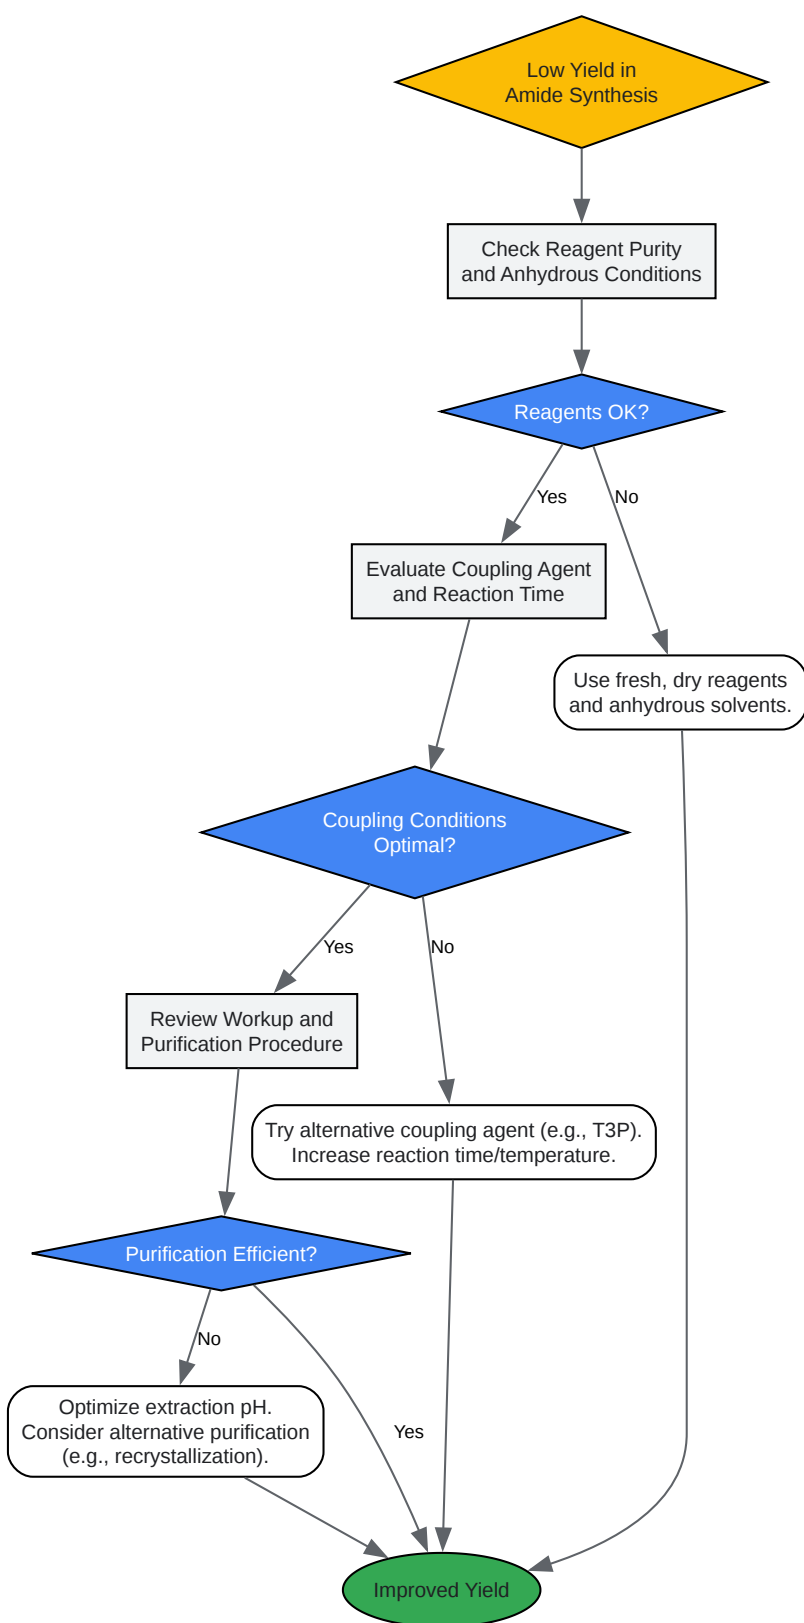 Low Yield in
Amide Synthesis
Check Reagent Purity
and Anhydrous Conditions
Reagents OK?
Yes
No
Evaluate Coupling Agent
and Reaction Time
Use fresh, dry reagents
and anhydrous solvents.
Coupling Conditions
Optimal?
Yes
No
Review Workup and
Purification Procedure
Try alternative coupling agent (e.g., T3P).
Increase reaction time/temperature.
Purification Efficient?
No
Optimize extraction pH.
Consider alternative purification
(e.g., recrystallization).
Yes
Improved Yield